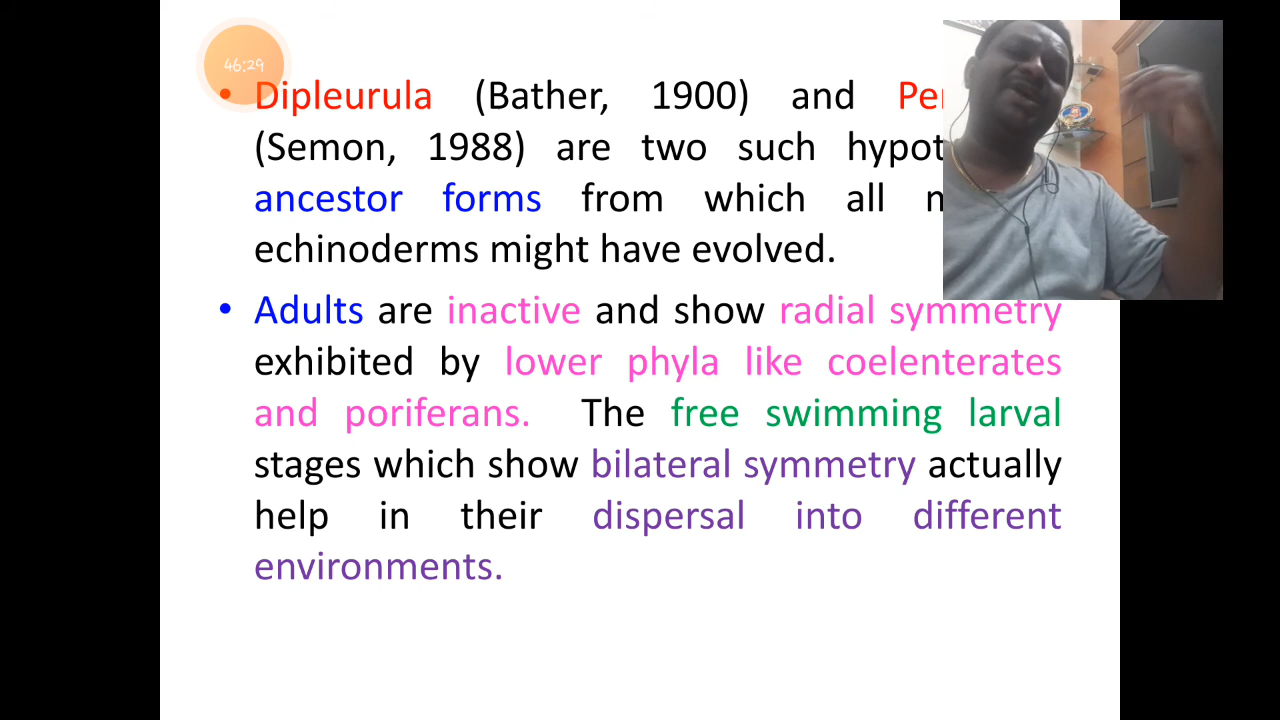 46:29
• Dipleurula (Bather, 1900) and
(Semon, 1988) are two such
ancestor forms from which all
echinoderms might have evolved.
• Adults are inactive and show radial symmetry
exhibited by lower phyla like coelenterates
and poriferans. The free swimming larval
stages which show bilateral symmetry actually
help in their dispersal into different
environments.